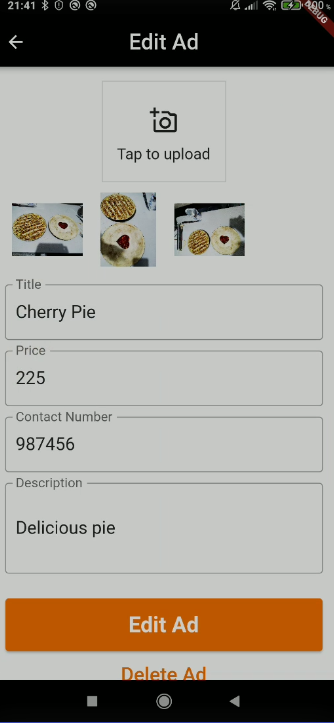 21:41
100 %
DEBUG
Edit Ad
Tap to upload
Title
Cherry Pie
Price
225
Contact Number
987456
Description
Delicious pie
Edit Ad
Delete Ad